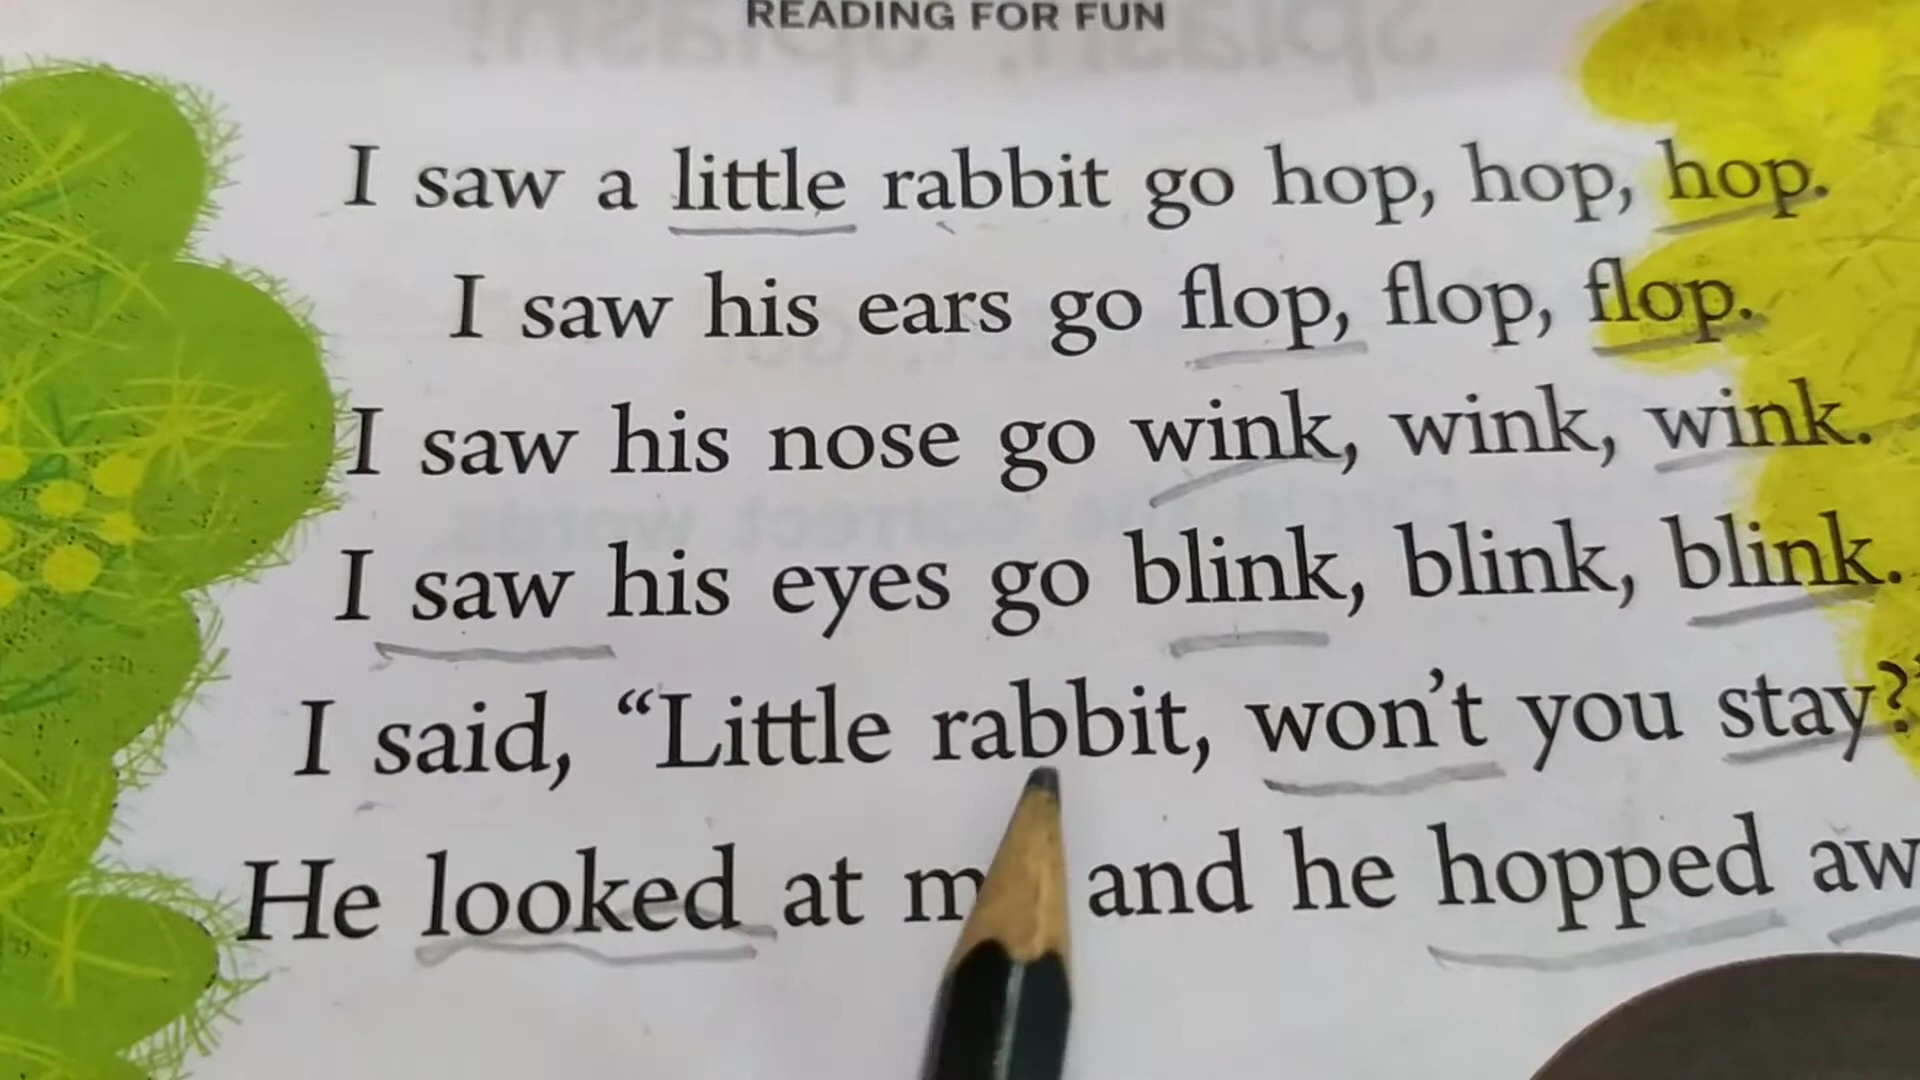 READING FOR FUN
I saw a little rabbit go hop, hop, hop.
I saw his ears go flop, flop, flop.
I saw his nose go wink, wink, wink.
I saw his eyes go blink, blink, blink.
I said, “Little rabbit, won’t you stay?”
He looked at and he hopped